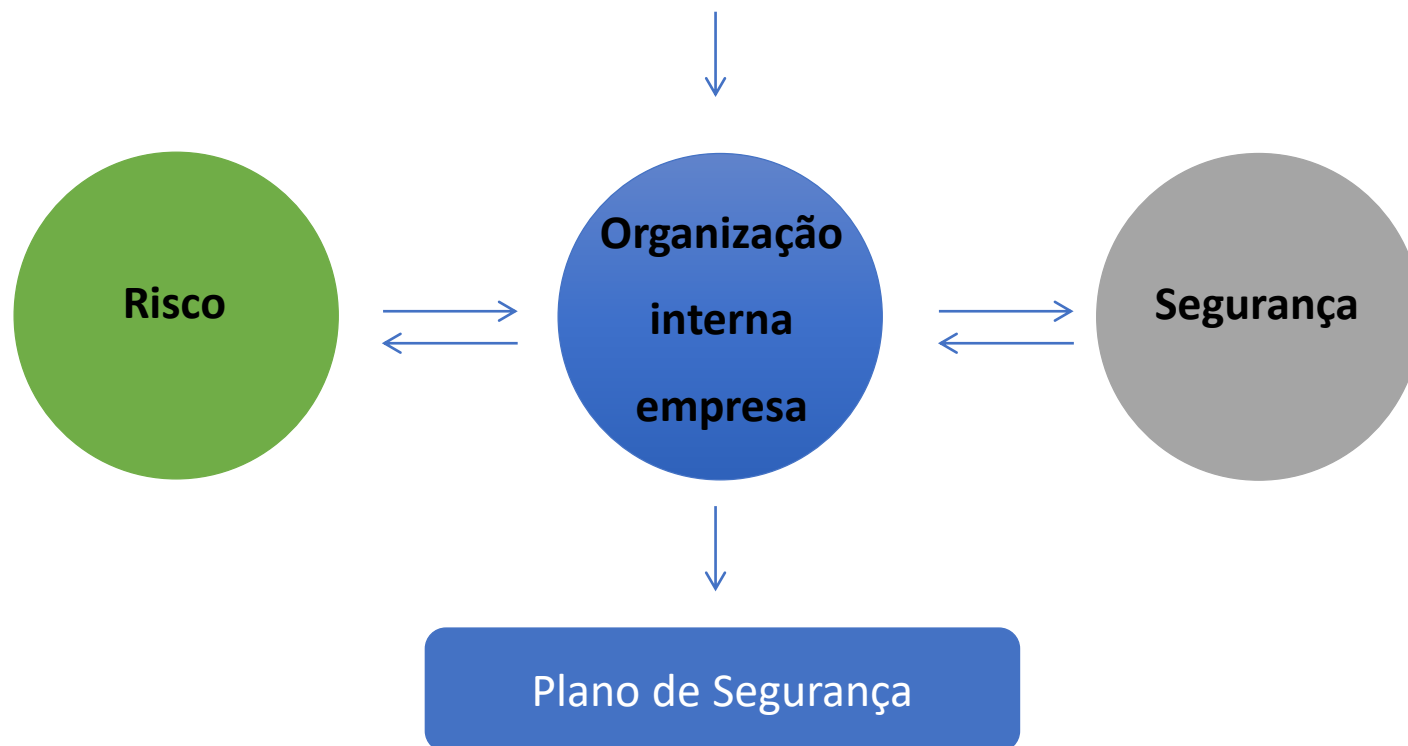 Risco
Organização
interna
empresa
Segurança
Plano de Segurança